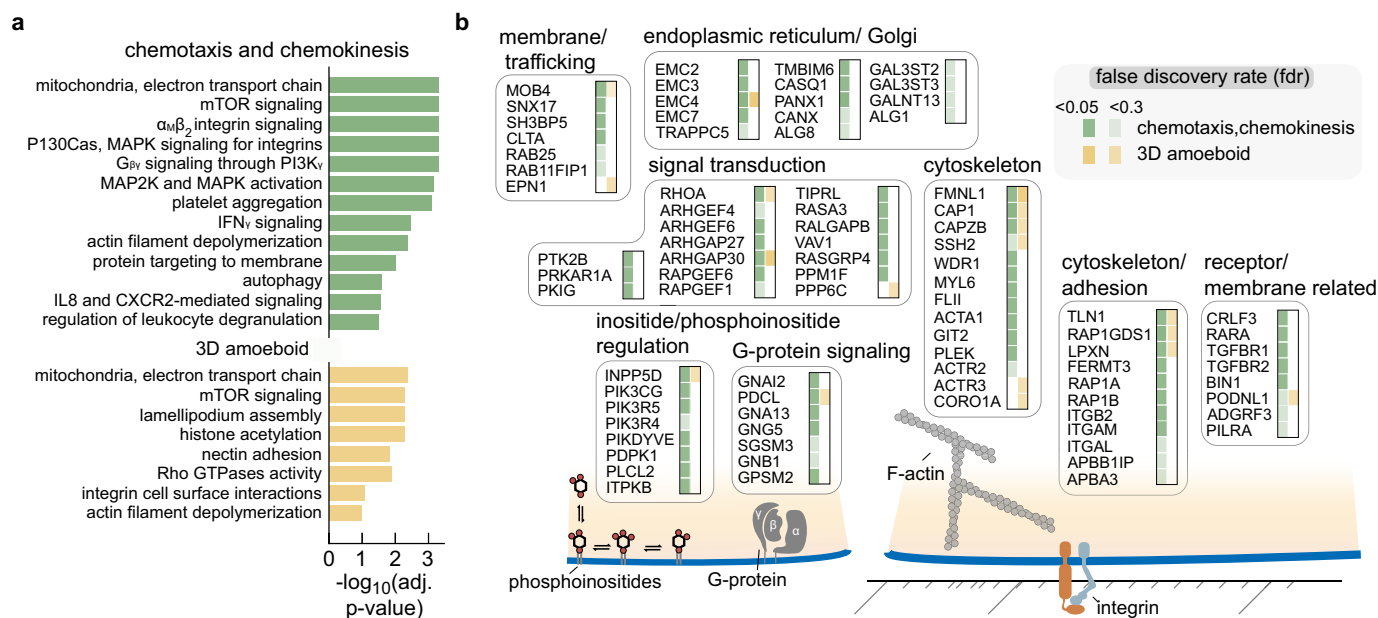 a
chemotaxis and chemokinesis
mitochondria, electron transport chain
mTOR signaling
αMβ2 integrin signaling
P130Cas, MAPK signaling for integrins
Gβγ signaling through PI3Kγ
MAP2K and MAPK activation
platelet aggregation
IFNγ signaling
actin filament depolymerization
protein targeting to membrane
autophagy
IL8 and CXCR2-mediated signaling
regulation of leukocyte degranulation
3D amoeboid
mitochondria, electron transport chain
mTOR signaling
lamellipodium assembly
histone acetylation
nectin adhesion
Rho GTPases activity
integrin cell surface interactions
actin filament depolymerization
0 1 2 3
-log10(adj.
p-value)
b
membrane/
trafficking
MOB4
SNX17
SH3BP5
CLTA
RAB25
RAB11FIP1
EPN1
endoplasmic reticulum/ Golgi
EMC2
EMC3
EMC4
EMC7
TRAPPC5
TMBIM6
CASQ1
PANX1
CANX
ALG8
GAL3ST2
GAL3ST3
GALNT13
ALG1
false discovery rate (fdr)
<0.05 <0.3
chemotaxis,chemokinesis
3D amoeboid
signal transduction
PTK2B
PRKAR1A
PKIG
RHOA
ARHGEF4
ARHGEF6
ARHGAP27
ARHGAP30
RAPGEF6
RAPGEF1
TIPRL
RASA3
RALGAPB
VAV1
RASGRP4
PPM1F
PPP6C
cytoskeleton
FMNL1
CAP1
CAPZB
SSH2
WDR1
MYL6
FLII
ACTA1
GIT2
PLEK
ACTR2
ACTR3
CORO1A
cytoskeleton/
adhesion
TLN1
RAP1GDS1
LPXN
FERMT3
RAP1A
RAP1B
ITGB2
ITGAM
ITGAL
APBB1IP
APBA3
receptor/
membrane related
CRLF3
RARA
TGFBR1
TGFBR2
BIN1
PODNL1
ADGRF3
PILRA
inositide/phosphoinositide
regulation
INPP5D
PIK3CG
PIK3R5
PIK3R4
PIKDYVE
PDPK1
PLCL2
ITPKB
G-protein signaling
GNAI2
PDCL
GNA13
GNG5
SGSM3
GNB1
GPSM2
F-actin
γ
β
α
phosphoinositides
G-protein
integrin